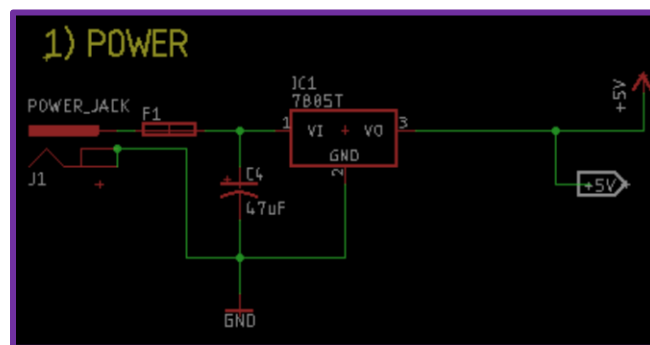 1) POWER
IC1
7805T
POWER_JACK
F1
+5V
1
VI
VO
3
GND
2
J1
C4
47uF
+5V
GND